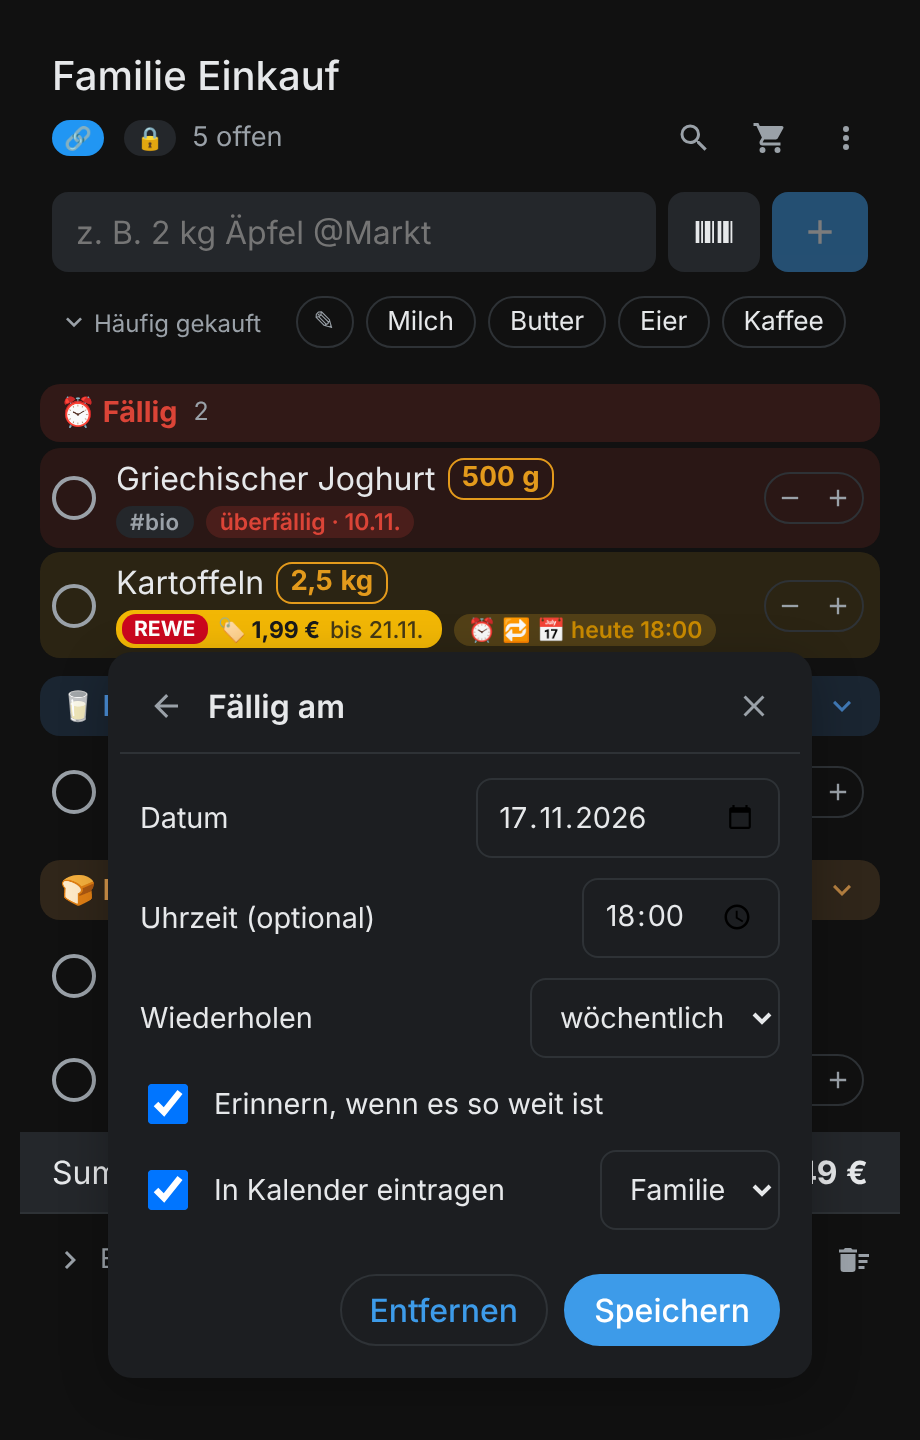 Familie Einkauf
5 offen
z. B. 2 kg Äpfel @Markt
Häufig gekauft
Milch
Butter
Eier
Kaffee
Fällig 2
Griechischer Joghurt 500 g
#bio überfällig · 10.11.
Kartoffeln 2,5 kg
REWE 1,99 € bis 21.11. heute 18:00
Fällig am
Datum 17.11.2026
Uhrzeit (optional) 18:00
Wiederholen wöchentlich
Erinnern, wenn es so weit ist
In Kalender eintragen Familie
9 €
Entfernen Speichern